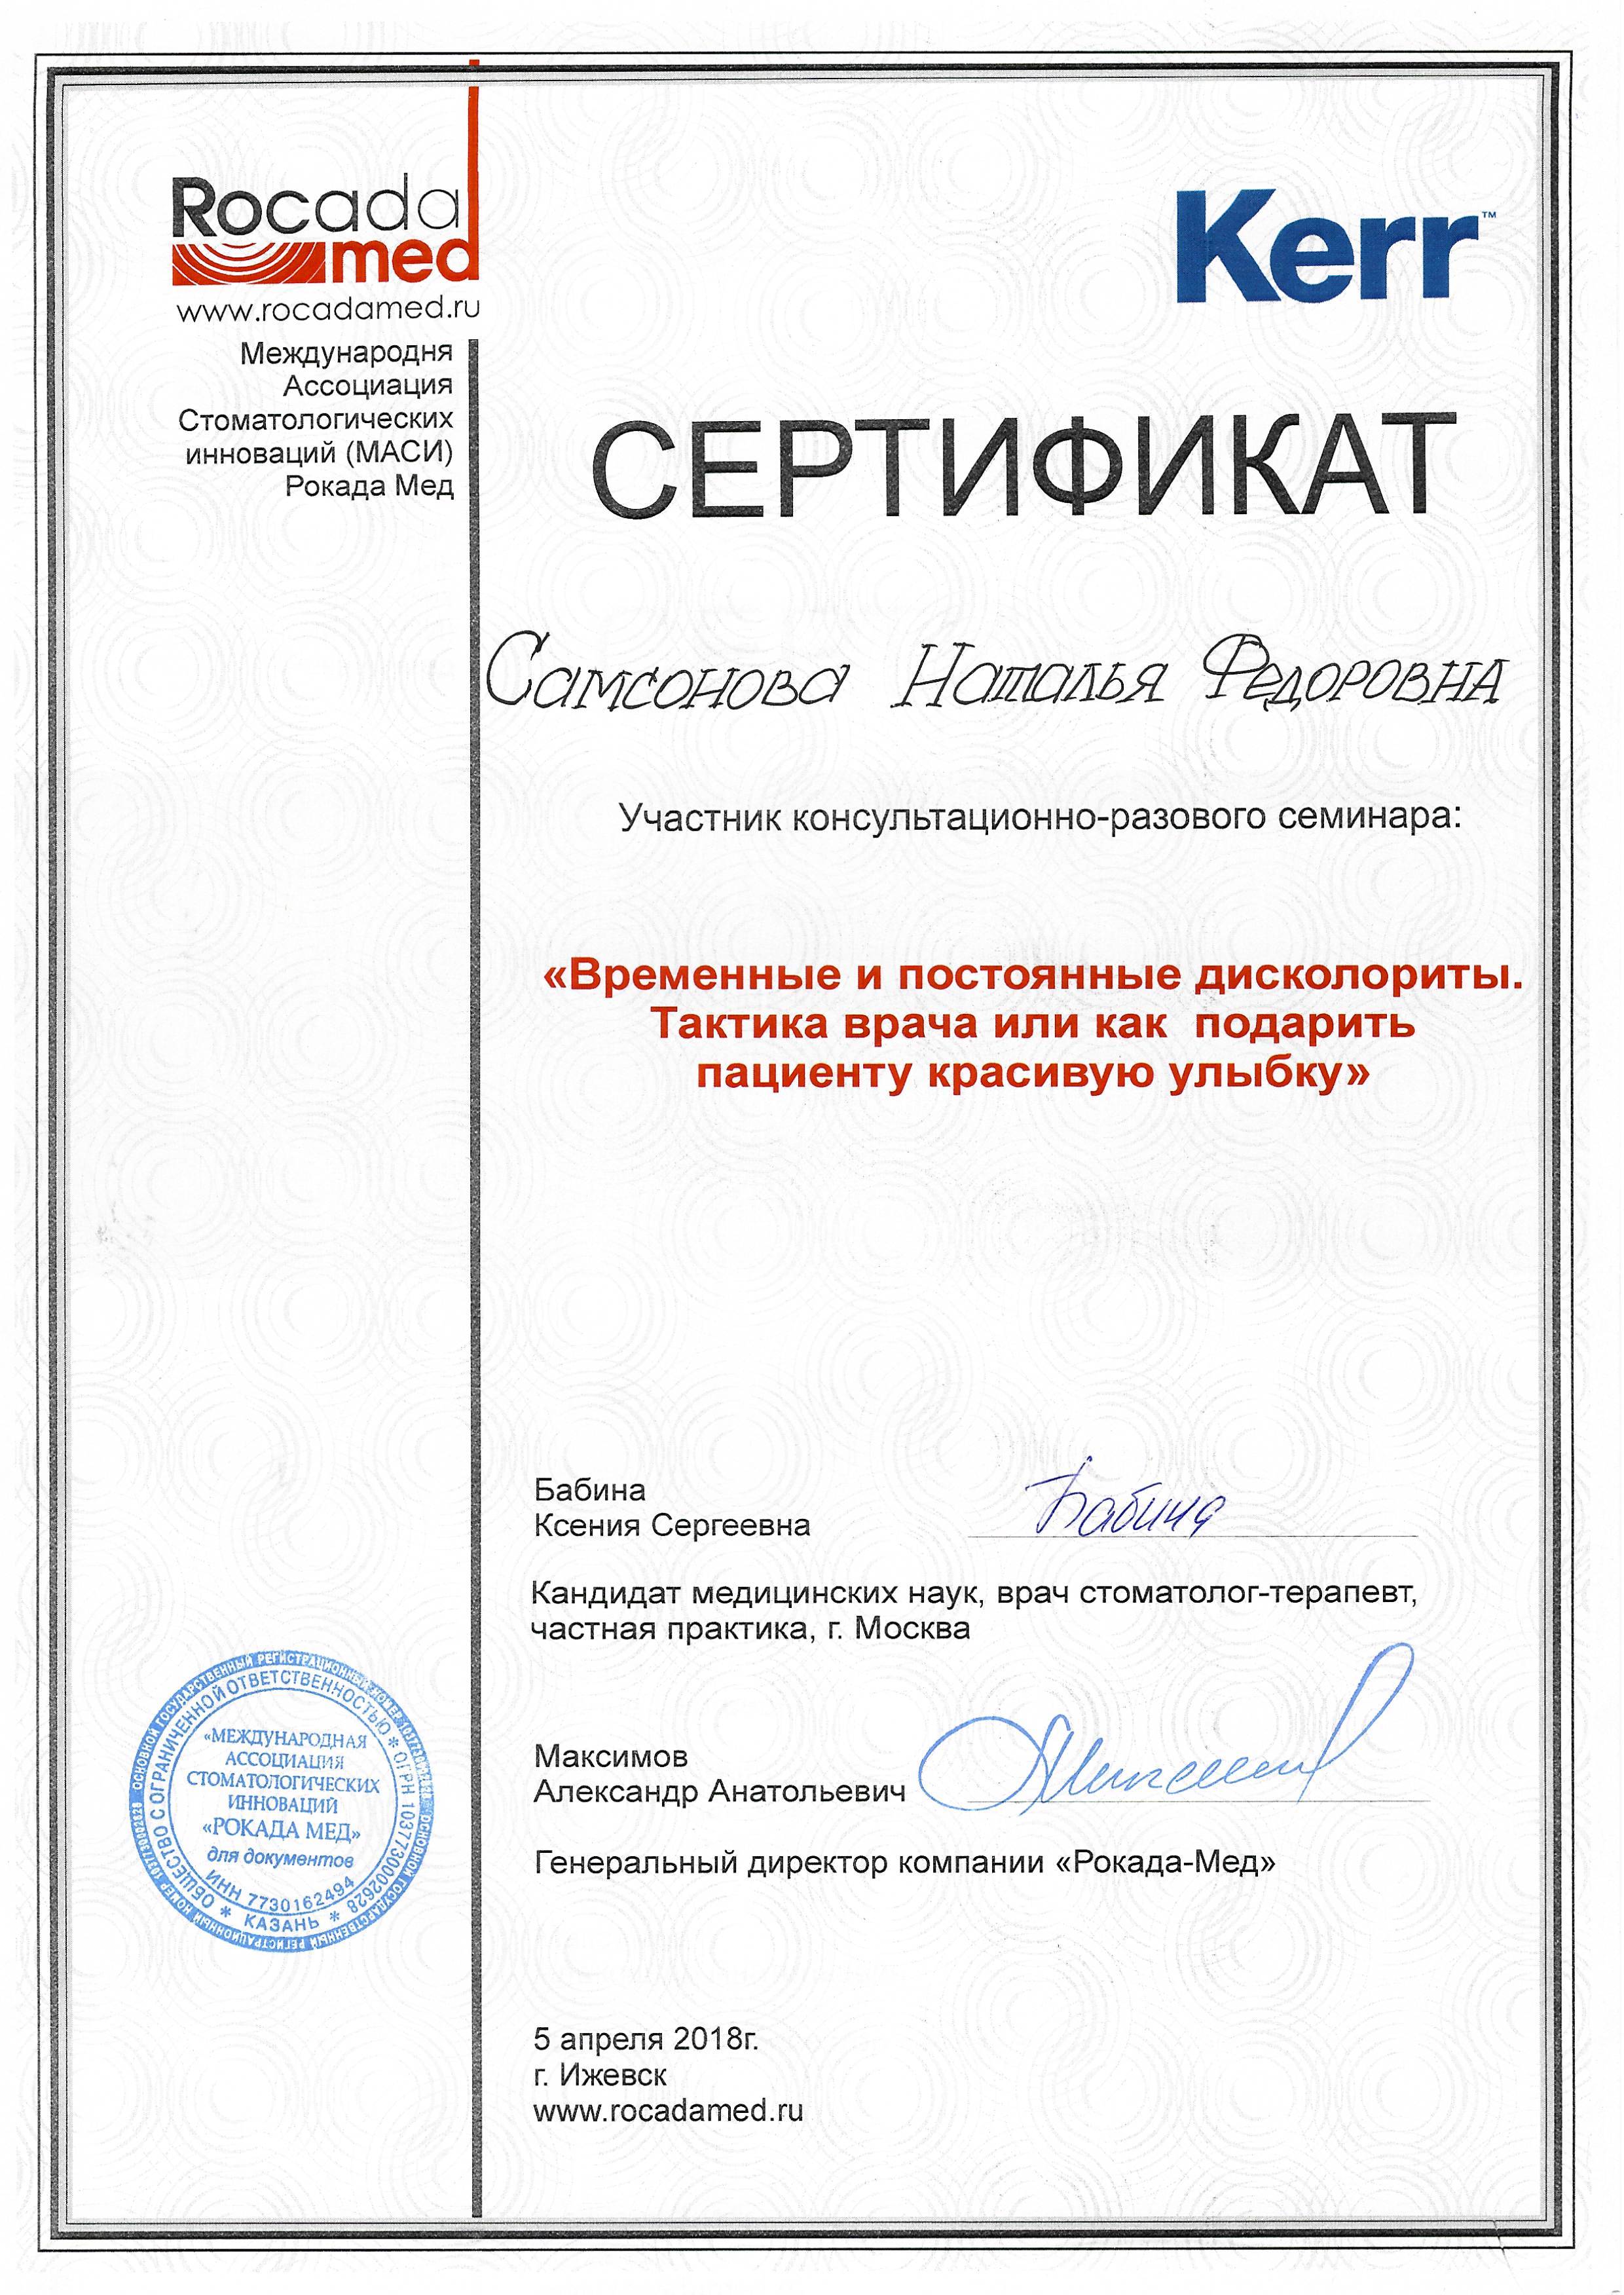 Rocada
med
www.rocadamed.ru
Международня
Ассоциация
Стоматологических
инноваций (МАСИ)
Рокада Мед
Kerr™
СЕРТИФИКАТ
Самсонова Наталья Федоровна
Участник консультационно-разового семинара:
«Временные и постоянные дисколориты.
Тактика врача или как подарить
пациенту красивую улыбку»
Бабина
Ксения Сергеевна
Бабина
Кандидат медицинских наук, врач стоматолог-терапевт,
частная практика, г. Москва
Максимов
Александр Анатольевич
Генеральный директор компании «Рокада-Мед»
ОСНОВНОЙ ГОСУДАРСТВЕННЫЙ РЕГИСТРАЦИОННЫЙ НОМЕР 1037730002628
ОБЩЕСТВО С ОГРАНИЧЕННОЙ ОТВЕТСТВЕННОСТЬЮ * ОГРН 1037730002628 *
«МЕЖДУНАРОДНАЯ
АССОЦИАЦИЯ
СТОМАТОЛОГИЧЕСКИХ
ИННОВАЦИЙ
«РОКАДА МЕД»
для документов
ИНН 7730162494
* КАЗАНЬ *
5 апреля 2018г.
г. Ижевск
www.rocadamed.ru